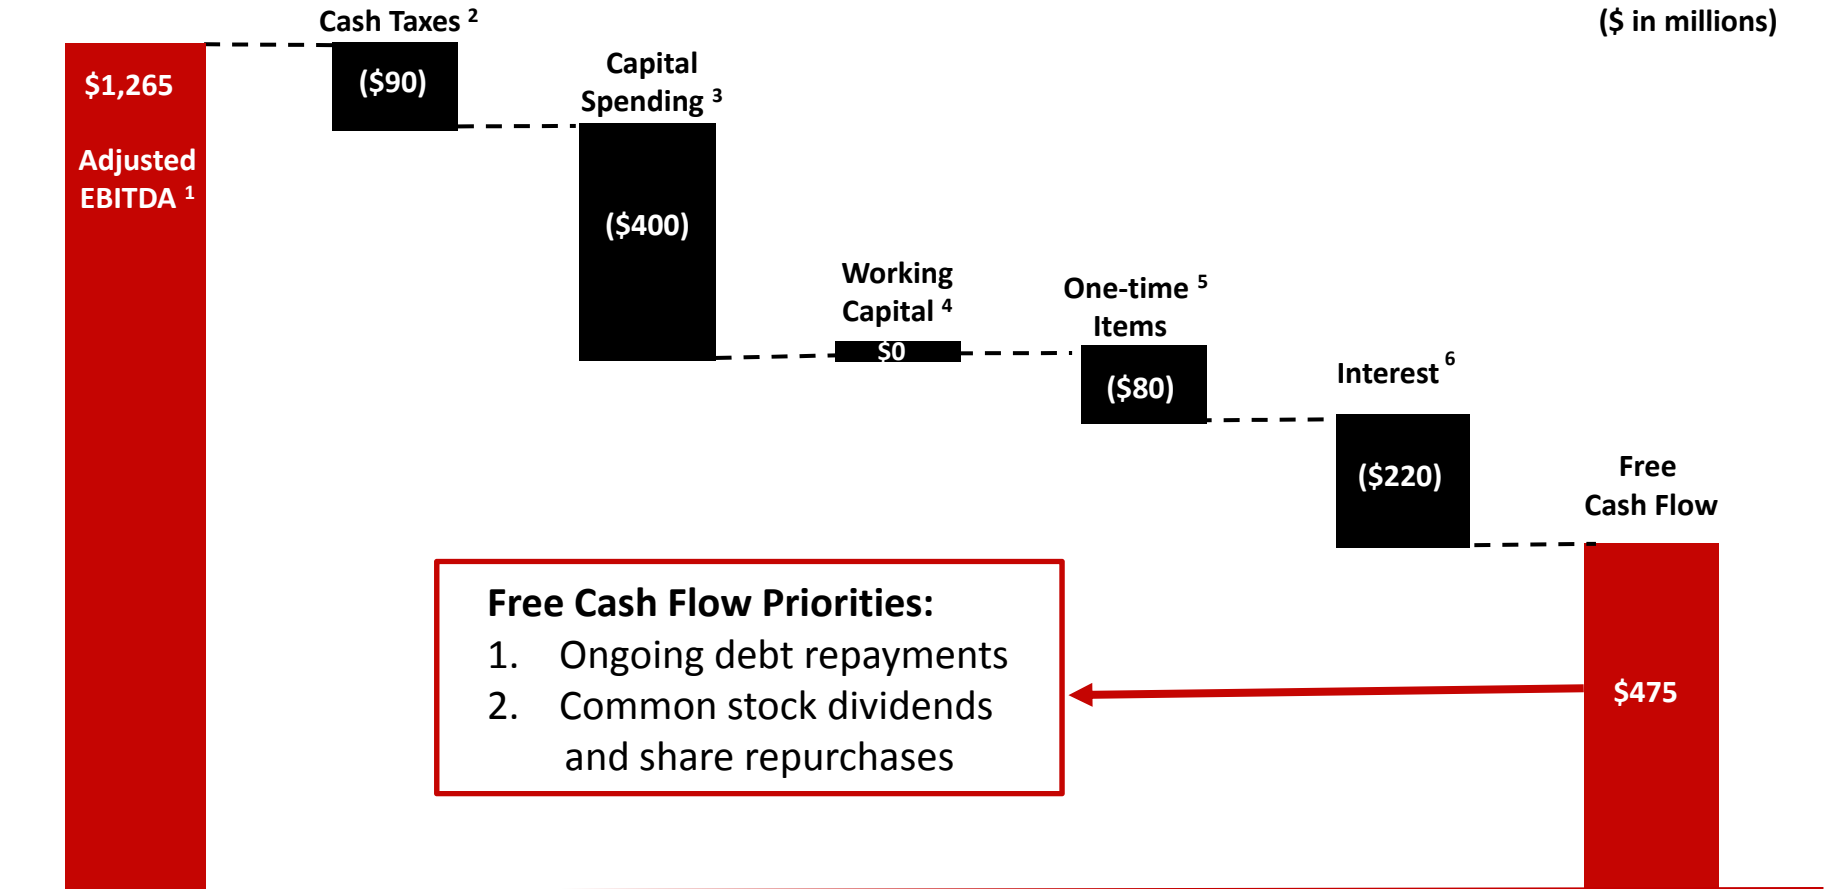 ($ in millions)
$1,265
Adjusted
EBITDA 1
Cash Taxes 2
($90)
Capital
Spending 3
($400)
Working
Capital 4
$0
One-time 5
Items
($80)
Interest 6
($220)
Free
Cash Flow
$475
Free Cash Flow Priorities:
1. Ongoing debt repayments
2. Common stock dividends
and share repurchases